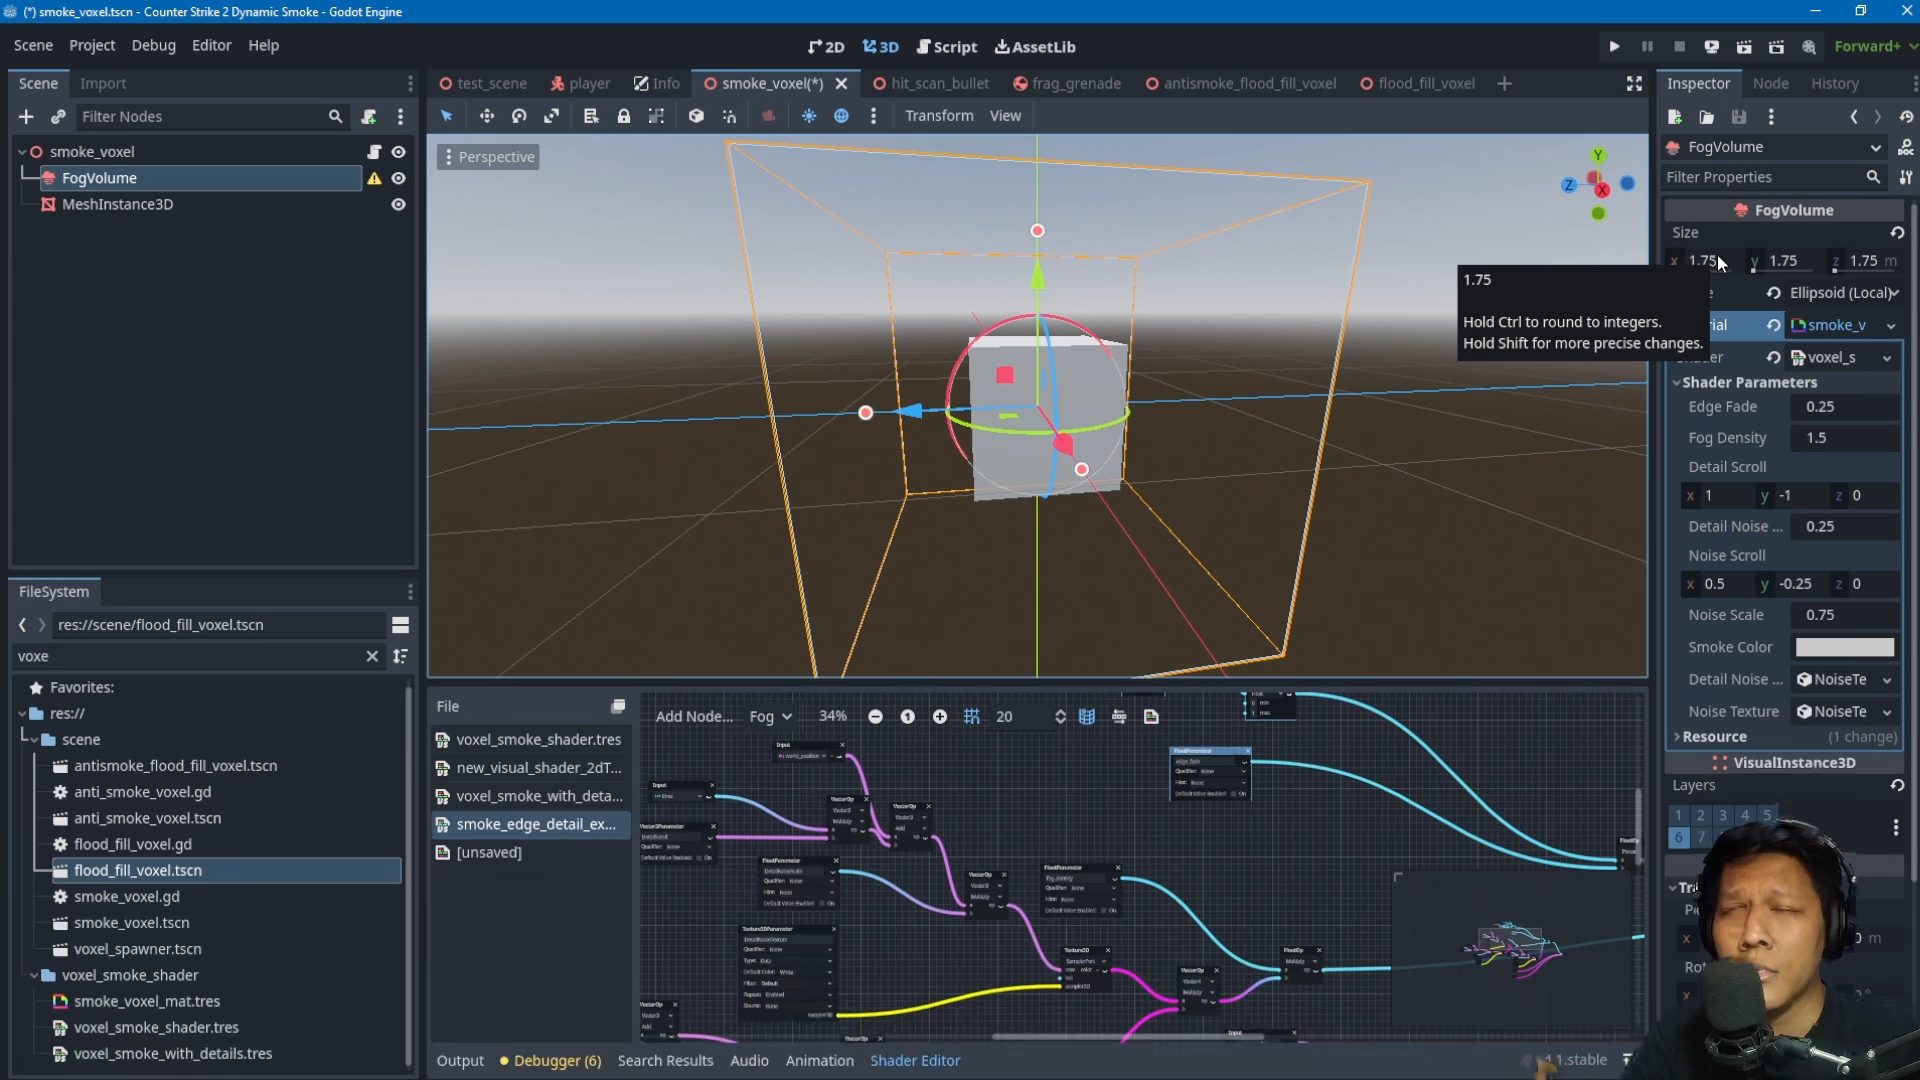 (*) smoke_voxel.tscn - Counter Strike 2 Dynamic Smoke - Godot Engine
Scene Project Debug Editor Help
2D 3D Script AssetLib
Forward+
Scene Import
Filter Nodes
smoke_voxel
FogVolume
MeshInstance3D
test_scene player Info smoke_voxel(*) hit_scan_bullet frag_grenade antismoke_flood_fill_voxel flood_fill_voxel
Transform View
Perspective
Y
Z
X
1.75
Hold Ctrl to round to integers.
Hold Shift for more precise changes.
Inspector Node History
FogVolume
Filter Properties
FogVolume
Size
x 1.75 y 1.75 z 1.75 m
Ellipsoid (Local)
smoke_v
voxel_s
Shader Parameters
Edge Fade 0.25
Fog Density 1.5
Detail Scroll
x 1 y -1 z 0
Detail Noise ... 0.25
Noise Scroll
x 0.5 y -0.25 z 0
Noise Scale 0.75
Smoke Color
Detail Noise ... NoiseTe
Noise Texture NoiseTe
Resource (1 change)
VisualInstance3D
Layers
1 2 3 4 5
6 7
FileSystem
res://scene/flood_fill_voxel.tscn
voxe
Favorites:
res://
scene
antismoke_flood_fill_voxel.tscn
anti_smoke_voxel.gd
anti_smoke_voxel.tscn
flood_fill_voxel.gd
flood_fill_voxel.tscn
smoke_voxel.gd
smoke_voxel.tscn
voxel_spawner.tscn
voxel_smoke_shader
smoke_voxel_mat.tres
voxel_smoke_shader.tres
voxel_smoke_with_details.tres
File
voxel_smoke_shader.tres
new_visual_shader_2dT...
voxel_smoke_with_deta...
smoke_edge_detail_ex...
[unsaved]
Add Node... Fog 34% 20
Output Debugger (6) Search Results Audio Animation Shader Editor